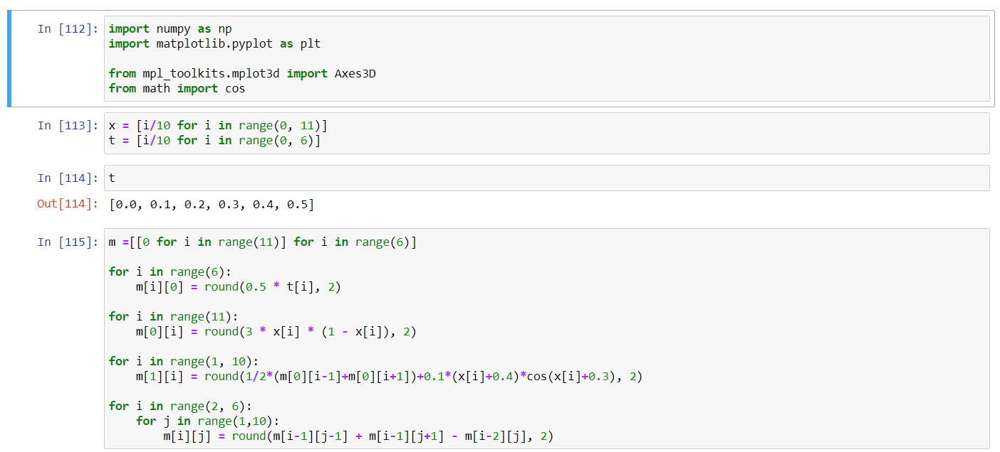 In [112]: import numpy as np
import matplotlib.pyplot as plt
from mpl_toolkits.mplot3d import Axes3D
from math import cos
In [113]: x = [i/10 for i in range(0, 11)]
t = [i/10 for i in range(0, 6)]
In [114]: t
Out[114]: [0.0, 0.1, 0.2, 0.3, 0.4, 0.5]
In [115]: m =[[0 for i in range(11)] for i in range(6)]
for i in range(6):
    m[i][0] = round(0.5 * t[i], 2)
for i in range(11):
    m[0][i] = round(3 * x[i] * (1 - x[i]), 2)
for i in range(1, 10):
    m[1][i] = round(1/2*(m[0][i-1]+m[0][i+1])+0.1*(x[i]+0.4)*cos(x[i]+0.3), 2)
for i in range(2, 6):
    for j in range(1,10):
        m[i][j] = round(m[i-1][j-1] + m[i-1][j+1] - m[i-2][j], 2)